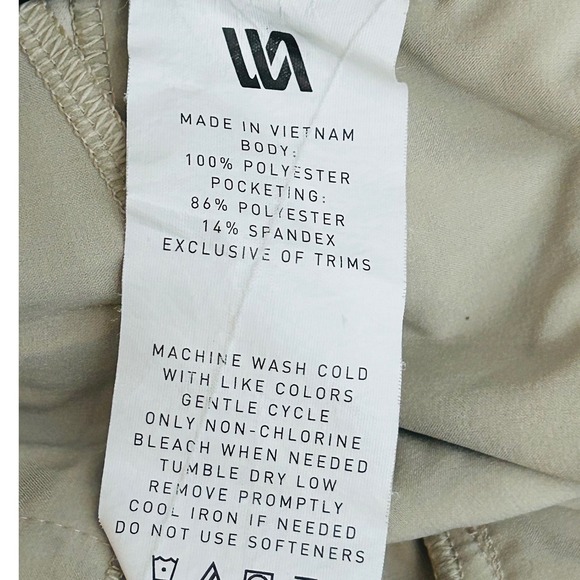 MADE IN VIETNAM
BODY:
100% POLYESTER
POCKETING:
86% POLYESTER
14% SPANDEX
EXCLUSIVE OF TRIMS
MACHINE WASH COLD
WITH LIKE COLORS
GENTLE CYCLE
ONLY NON-CHLORINE
BLEACH WHEN NEEDED
TUMBLE DRY LOW
REMOVE PROMPTLY
COOL IRON IF NEEDED
DO NOT USE SOFTENERS